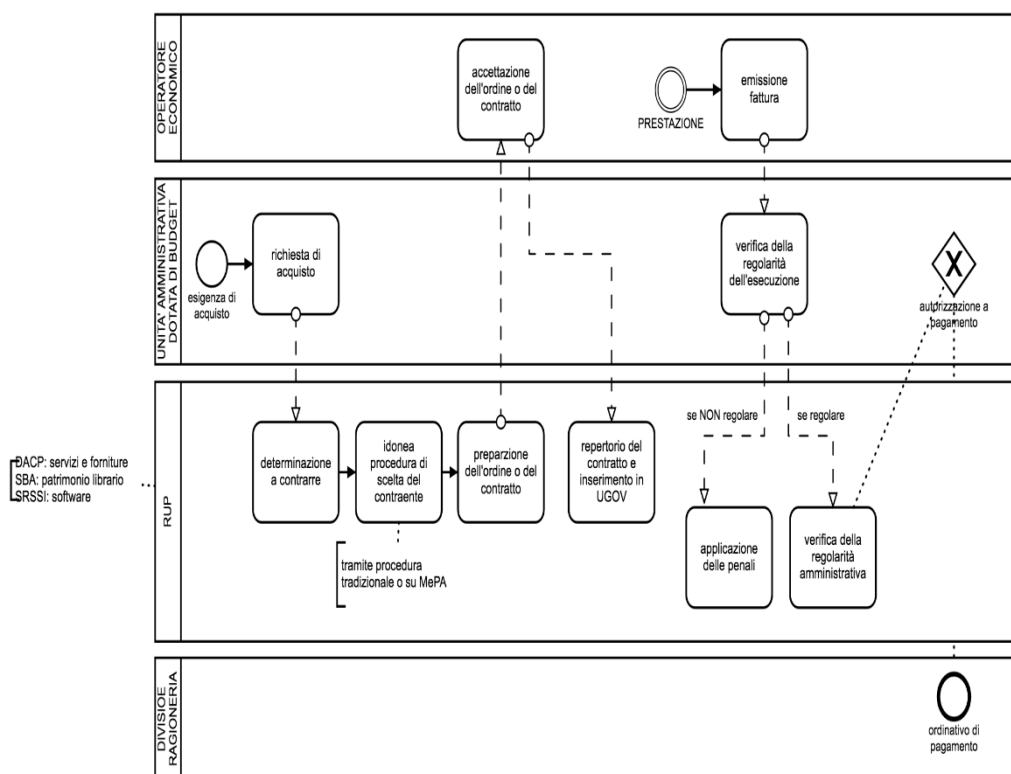 OPERATORE
ECONOMICO
accettazione
dell'ordine o del
contratto
PRESTAZIONE
emissione
fattura
UNITA' AMMINISTRATIVA
DOTATA DI BUDGET
esigenza di
acquisto
richiesta di
acquisto
verifica della
regolarità
dell'esecuzione
X
autorizzazione a
pagamento
DACP: servizi e forniture
SBA: patrimonio librario
SRSSI: software
RUP
determinazione
a contrarre
idonea
procedura di
scelta del
contraente
preparzione
dell'ordine o del
contratto
repertorio del
contratto e
inserimento in
UGOV
se NON regolare
se regolare
applicazione
delle penali
verifica della
regolarità
amministrativa
tramite procedura
tradizionale o su MePA
DIVISIOE
RAGIONERIA
ordinativo di
pagamento